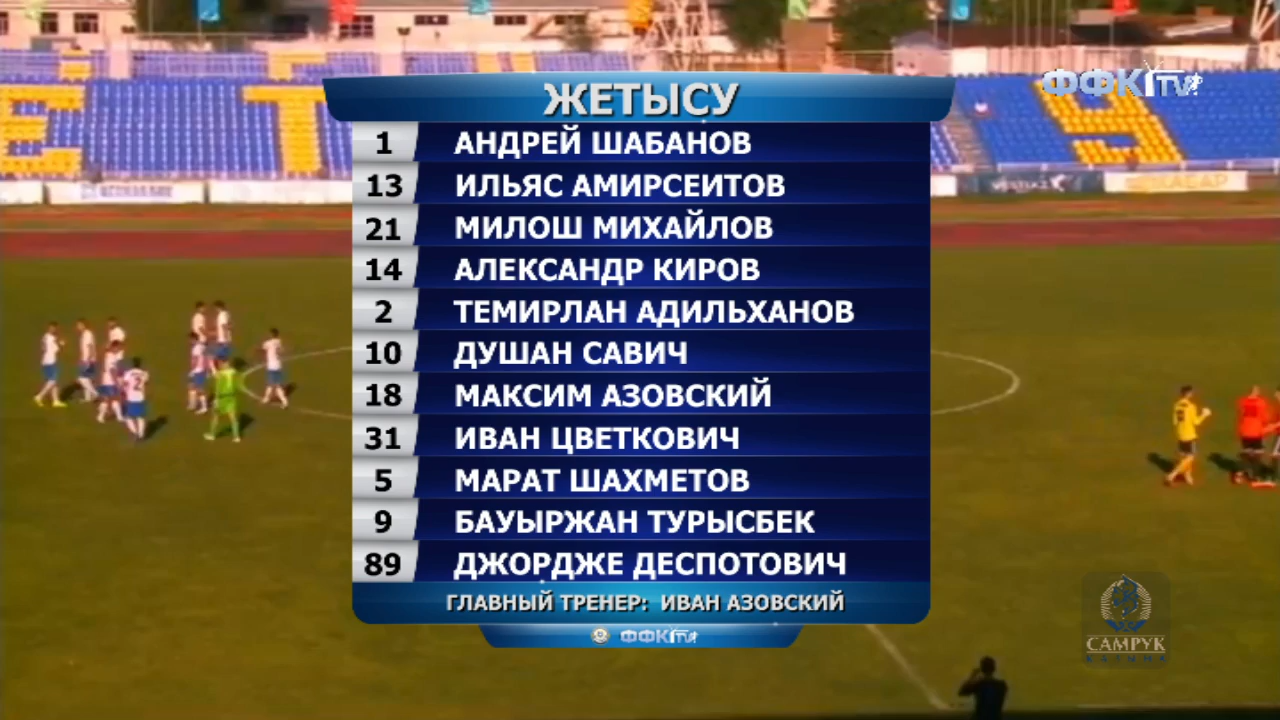 ФФК TV
ЖЕТЫСУ
1 АНДРЕЙ ШАБАНОВ
13 ИЛЬЯС АМИРСЕИТОВ
21 МИЛОШ МИХАЙЛОВ
14 АЛЕКСАНДР КИРОВ
2 ТЕМИРЛАН АДИЛЬХАНОВ
10 ДУШАН САВИЧ
18 МАКСИМ АЗОВСКИЙ
31 ИВАН ЦВЕТКОВИЧ
5 МАРАТ ШАХМЕТОВ
9 БАУЫРЖАН ТУРЫСБЕК
89 ДЖОРДЖЕ ДЕСПОТОВИЧ
ГЛАВНЫЙ ТРЕНЕР: ИВАН АЗОВСКИЙ
ФФК TV
САМРУК
КАЗЫНА